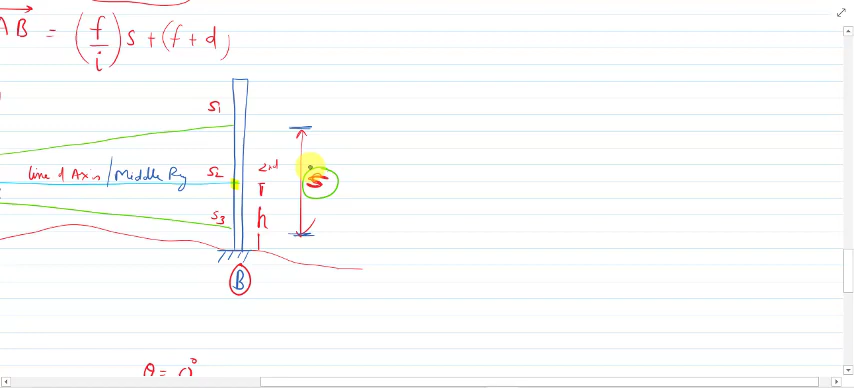 AB = (f/i) S + (f + d)
S1
2nd
line of Axis / Middle Ray
S2
S
S3
h
B
θ = 0°